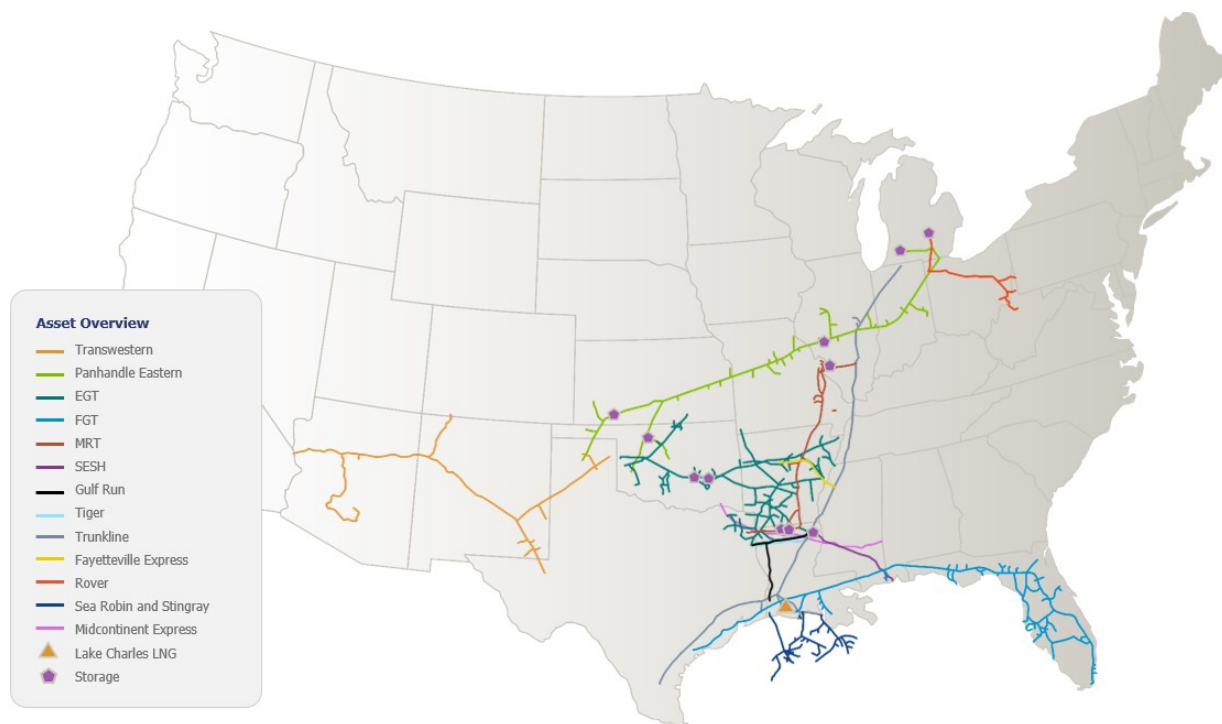 Asset Overview
Transwestern
Panhandle Eastern
EGT
FGT
MRT
SESH
Gulf Run
Tiger
Trunkline
Fayetteville Express
Rover
Sea Robin and Stingray
Midcontinent Express
Lake Charles LNG
Storage